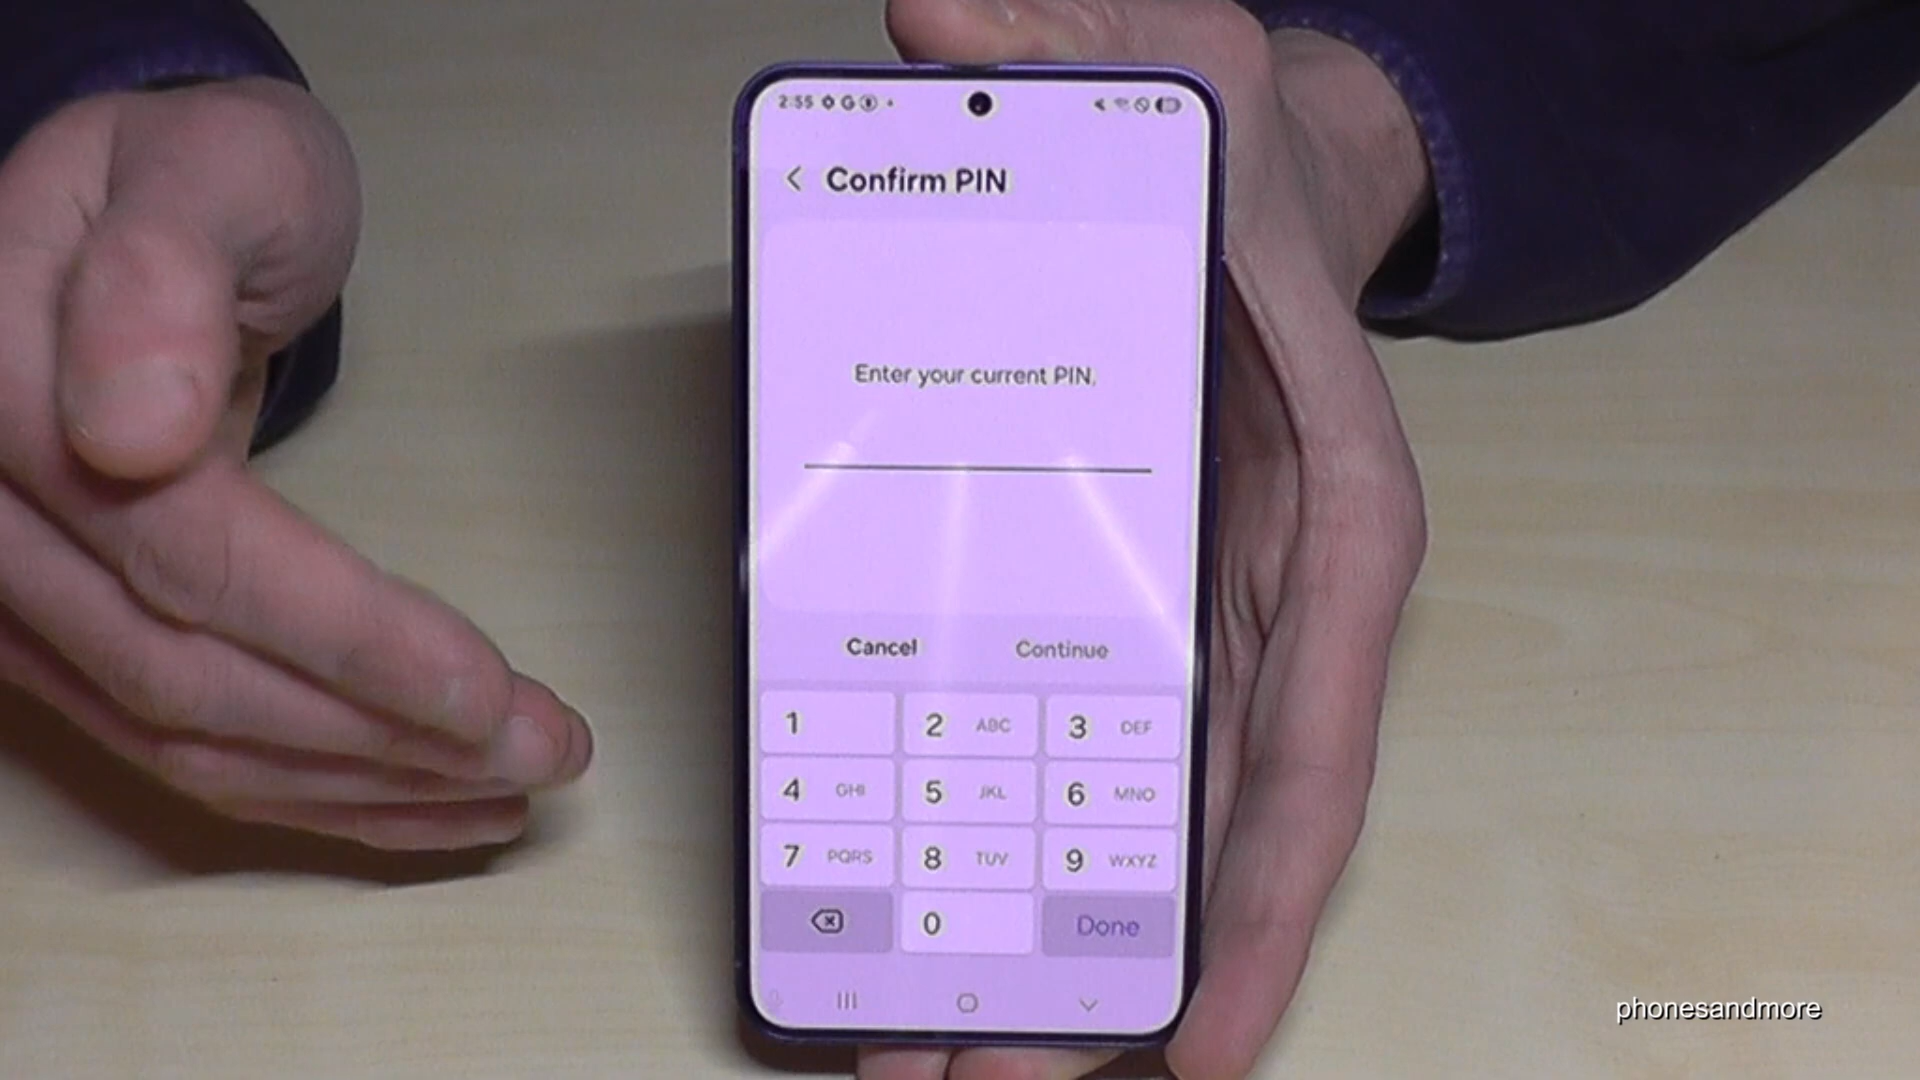 2:55 G
Confirm PIN
Enter your current PIN.
Cancel Continue
1 2 ABC 3 DEF
4 GHI 5 JKL 6 MNO
7 PQRS 8 TUV 9 WXYZ
0 Done
phonesandmore